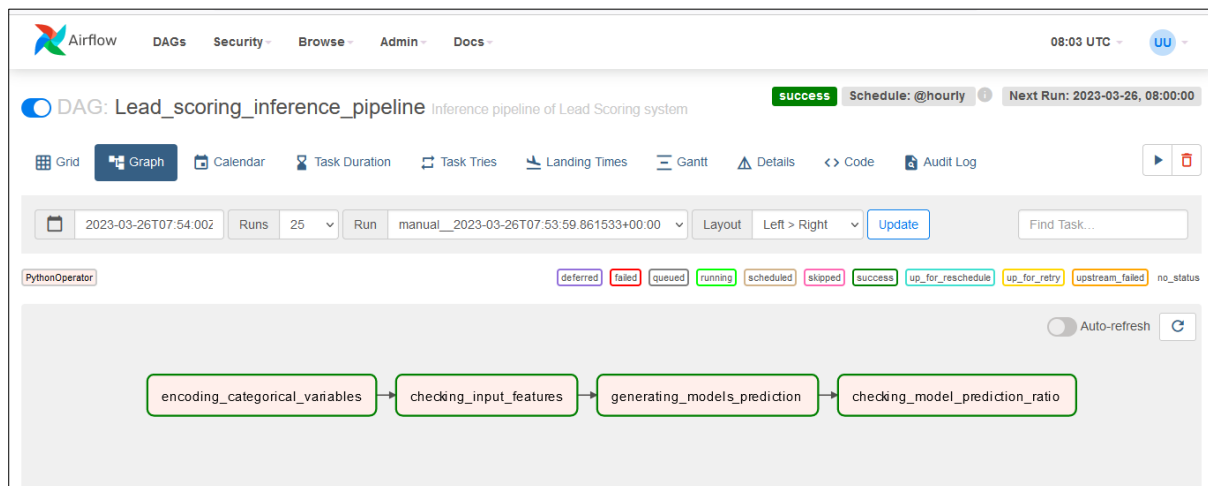 Airflow DAGs Security Browse Admin Docs 08:03 UTC UU
DAG: Lead_scoring_inference_pipeline Inference pipeline of Lead Scoring system success Schedule: @hourly i Next Run: 2023-03-26, 08:00:00
Grid Graph Calendar Task Duration Task Tries Landing Times Gantt Details <> Code Audit Log
2023-03-26T07:54:00Z Runs 25 Run manual__2023-03-26T07:53:59.861533+00:00 Layout Left > Right Update Find Task...
PythonOperator deferred failed queued running scheduled skipped success up_for_reschedule up_for_retry upstream_failed no_status
Auto-refresh
encoding_categorical_variables checking_input_features generating_models_prediction checking_model_prediction_ratio